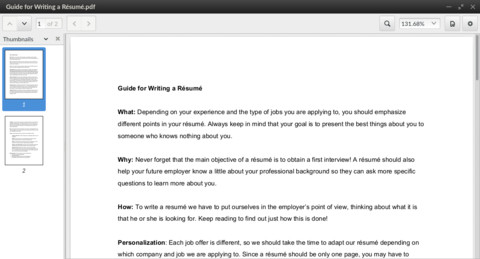 Guide for Writing a Résumé.pdf
1 of 2
131.68%
Thumbnails
1
2
Guide for Writing a Résumé
What: Depending on your experience and the type of jobs you are applying to, you should emphasize
different points in your résumé. Always keep in mind that your goal is to present the best things about you to
someone who knows nothing about you.
Why: Never forget that the main objective of a résumé is to obtain a first interview! A résumé should also
help your future employer know a little about your professional background so they can ask more specific
questions to learn more about you.
How: To write a résumé we have to put ourselves in the employer's point of view, thinking about what it is
that he or she is looking for. Keep reading to find out just how this is done!
Personalization: Each job offer is different, so we should take the time to adapt our résumé depending on
which company and job we are applying to. Since a résumé should be only one page, you may have to